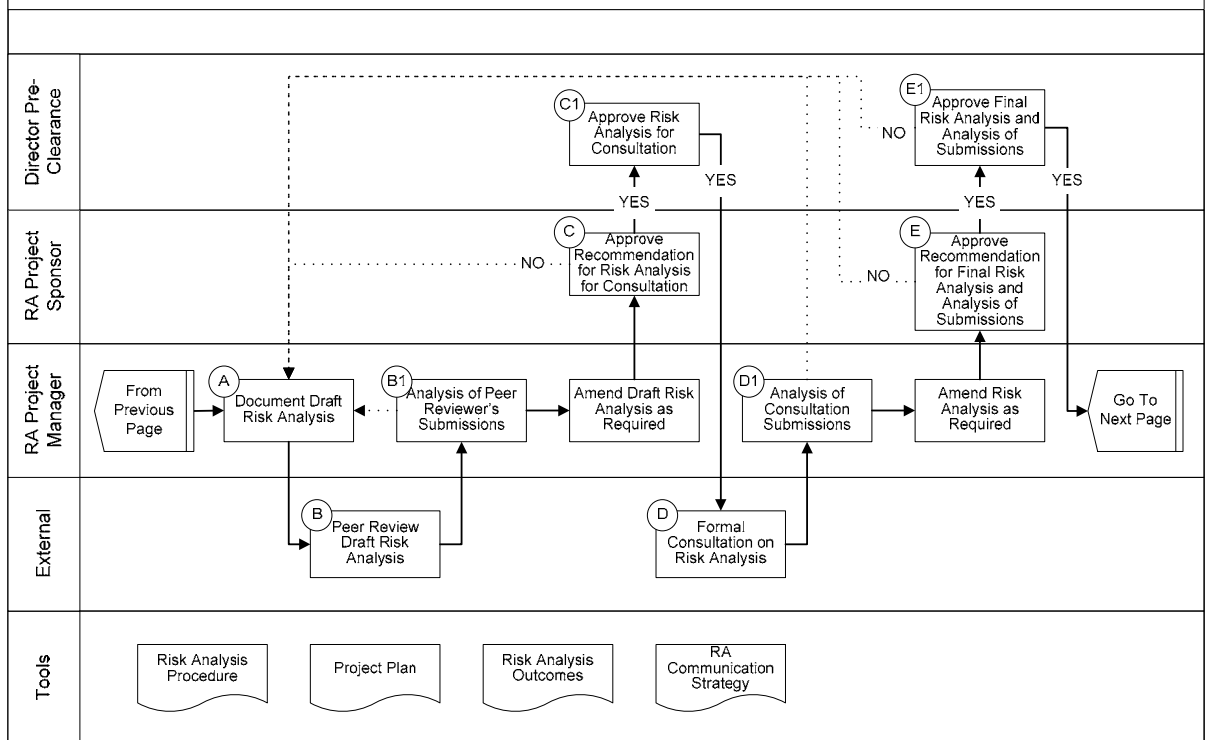 Director Pre-
Clearance
C1
Approve Risk
Analysis for
Consultation
YES
YES
NO
E1
Approve Final
Risk Analysis and
Analysis of
Submissions
YES
YES
RA Project
Sponsor
NO
C
Approve
Recommendation
for Risk Analysis
for Consultation
NO
E
Approve
Recommendation
for Final Risk
Analysis and
Analysis of
Submissions
RA Project
Manager
From
Previous
Page
A
Document Draft
Risk Analysis
B1
Analysis of Peer
Reviewer's
Submissions
Amend Draft Risk
Analysis as
Required
D1
Analysis of
Consultation
Submissions
Amend Risk
Analysis as
Required
Go To
Next Page
External
B
Peer Review
Draft Risk
Analysis
D
Formal
Consultation on
Risk Analysis
Tools
Risk Analysis
Procedure
Project Plan
Risk Analysis
Outcomes
RA
Communication
Strategy